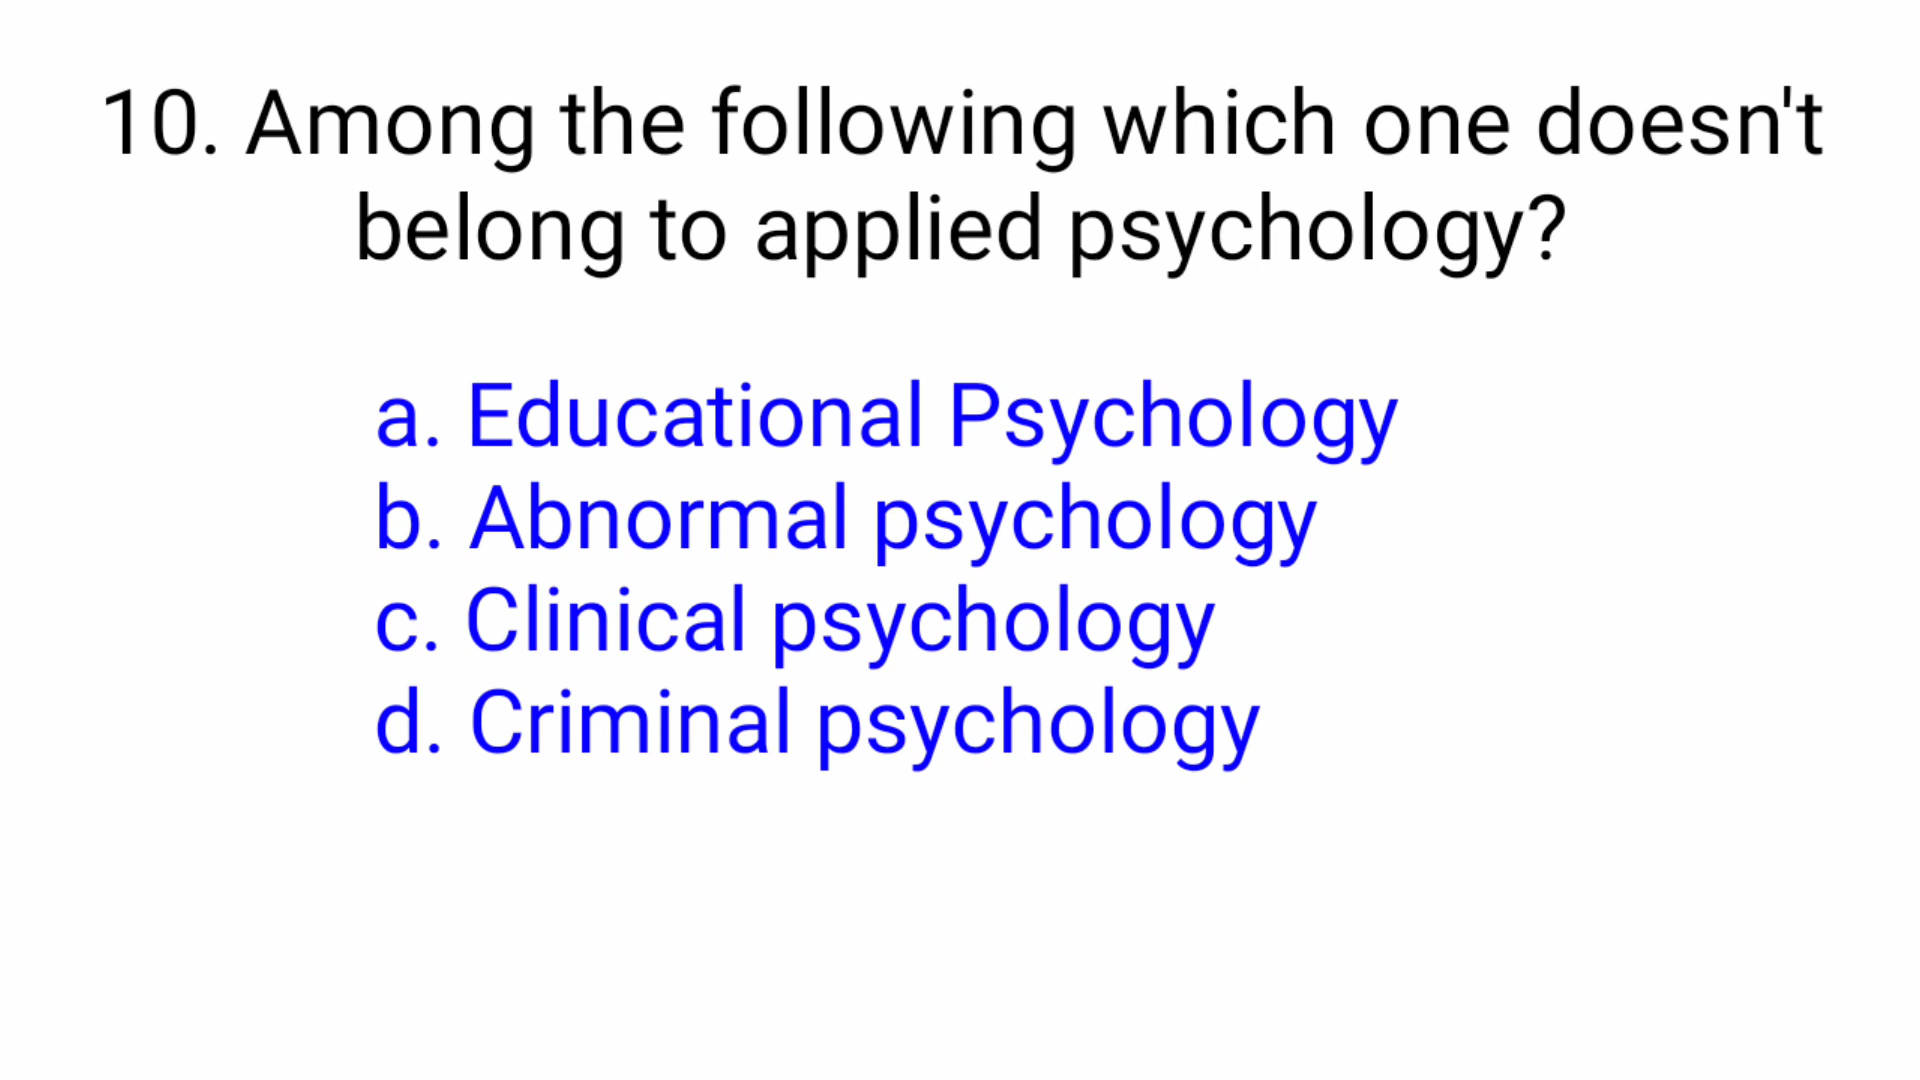 10. Among the following which one doesn't
belong to applied psychology?
a. Educational Psychology
b. Abnormal psychology
c. Clinical psychology
d. Criminal psychology